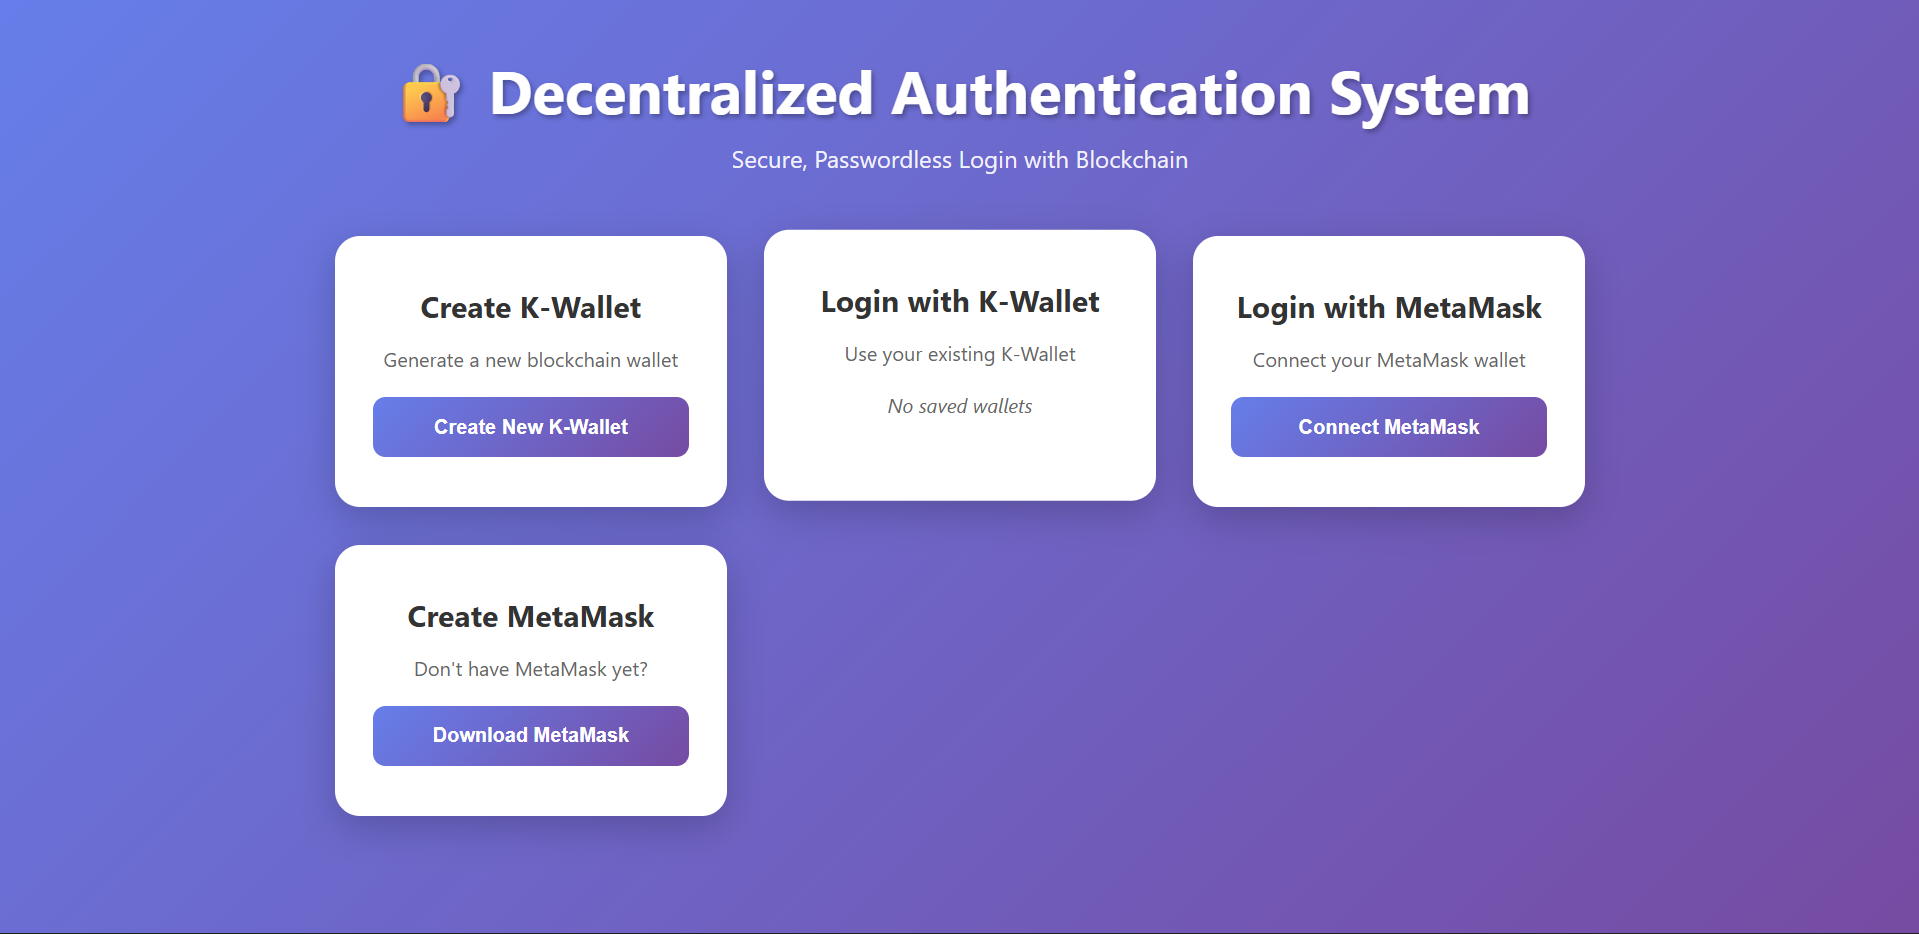 Decentralized Authentication System
Secure, Passwordless Login with Blockchain
Create K-Wallet
Generate a new blockchain wallet
Create New K-Wallet
Login with K-Wallet
Use your existing K-Wallet
No saved wallets
Login with MetaMask
Connect your MetaMask wallet
Connect MetaMask
Create MetaMask
Don't have MetaMask yet?
Download MetaMask